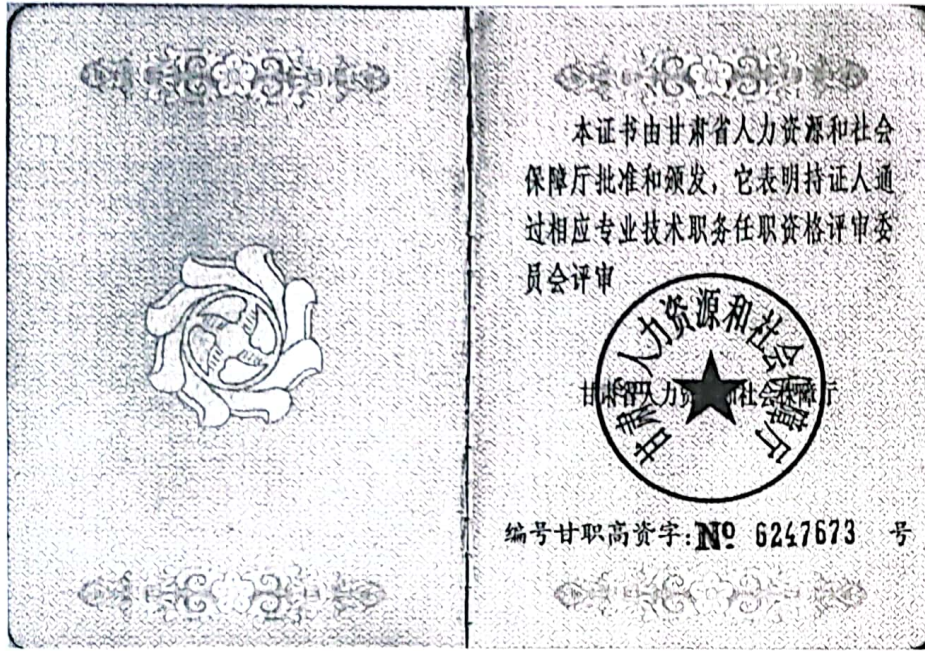 本证书由甘肃省人力资源和社会
保障厅批准和颁发，它表明持证人通
过相应专业技术职务任职资格评审委
员会评审
甘肃省人力资源和社会保障厅
甘肃省人力资源和社会保障厅
编号甘职高资字:№ 6247673 号